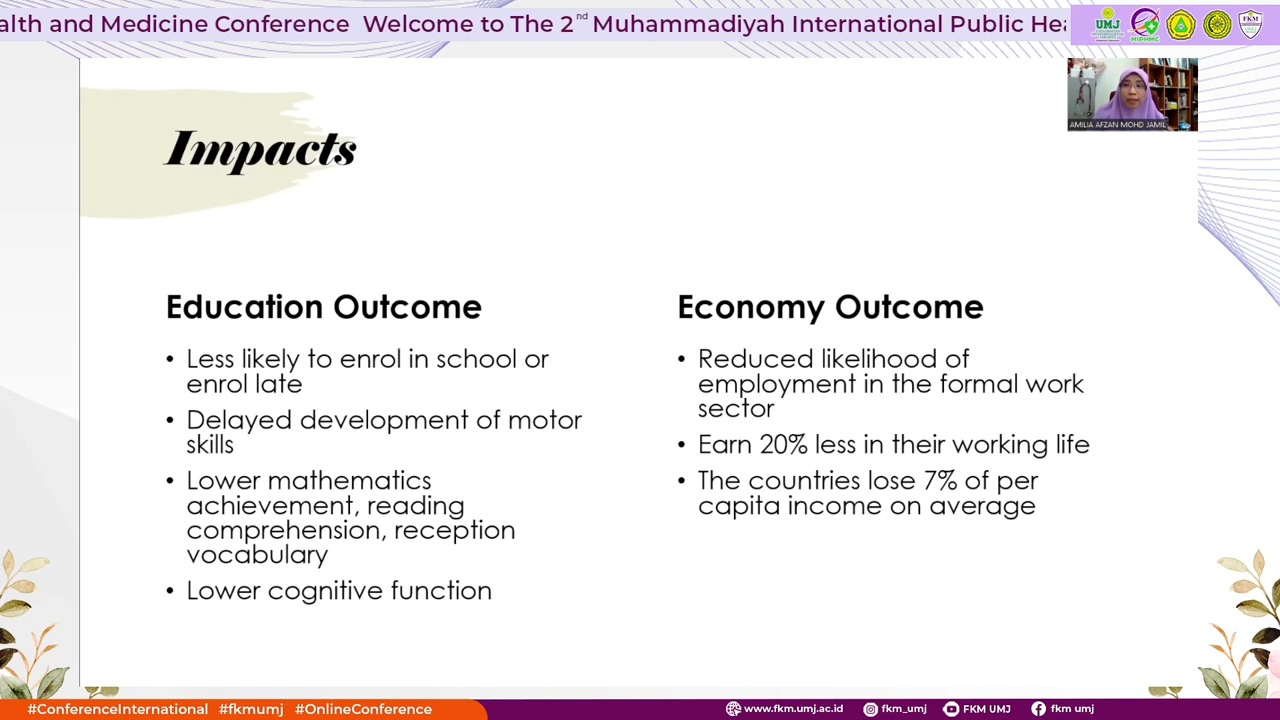 alth and Medicine Conference Welcome to The 2nd Muhammadiyah International Public Hea
UMJ
MIPHMC
FKM
AMILIA AFZAN MOHD JAMIL
Impacts
Education Outcome
• Less likely to enrol in school or
enrol late
• Delayed development of motor
skills
• Lower mathematics
achievement, reading
comprehension, reception
vocabulary
• Lower cognitive function
Economy Outcome
• Reduced likelihood of
employment in the formal work
sector
• Earn 20% less in their working life
• The countries lose 7% of per
capita income on average
#ConferenceInternational #fkmumj #OnlineConference
www.fkm.umj.ac.id fkm_umj FKM UMJ fkm umj